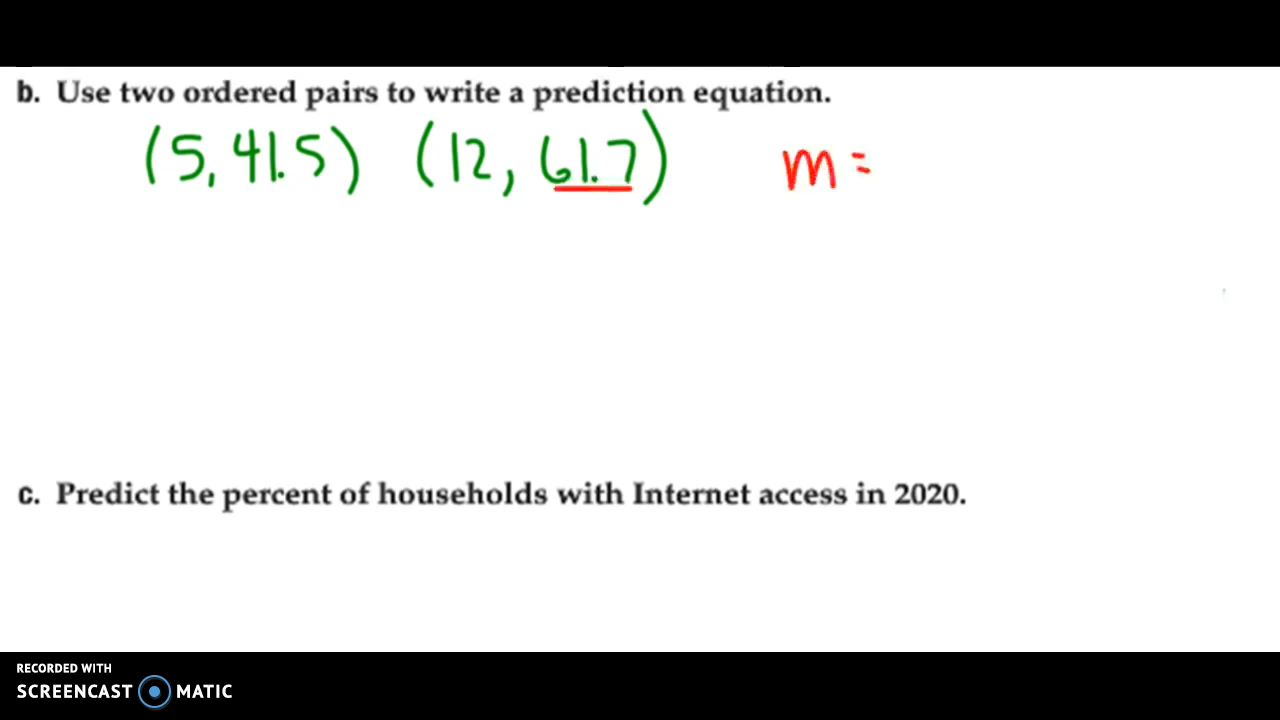 b. Use two ordered pairs to write a prediction equation.
(5, 41.5) (12, 61.7) m =
c. Predict the percent of households with Internet access in 2020.
RECORDED WITH
SCREENCAST MATIC